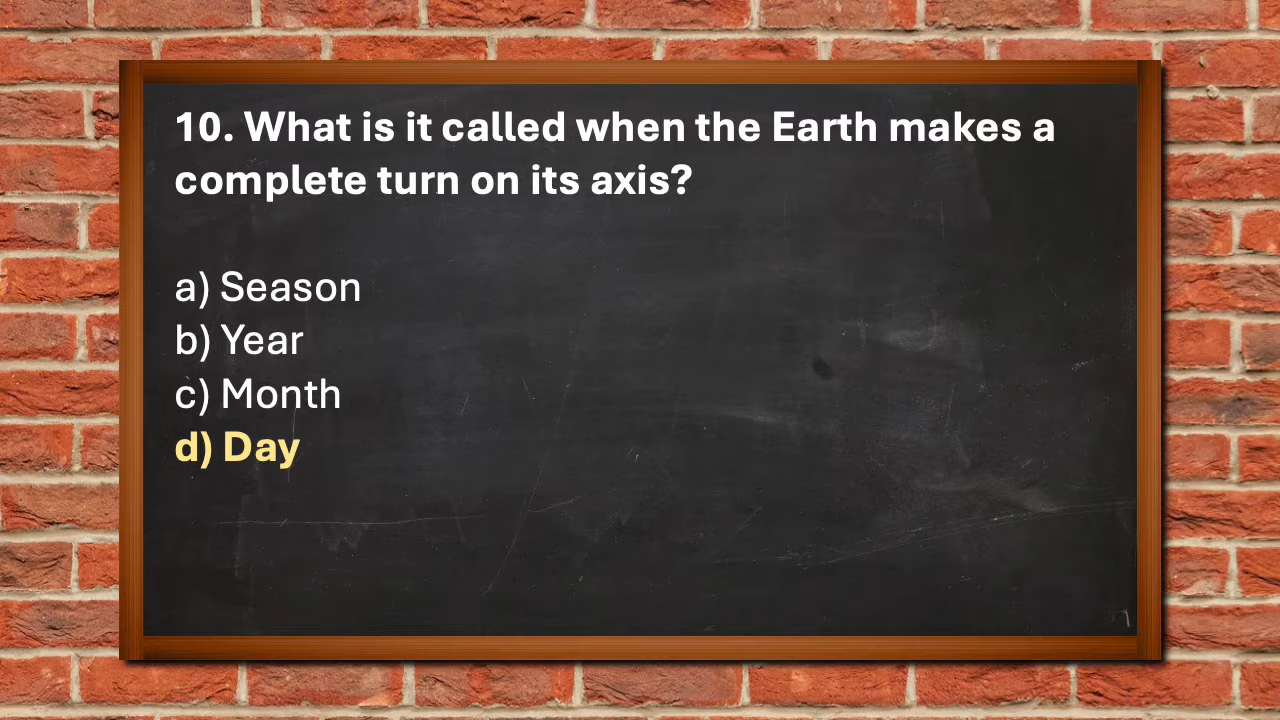 10. What is it called when the Earth makes a
complete turn on its axis?
a) Season
b) Year
c) Month
d) Day